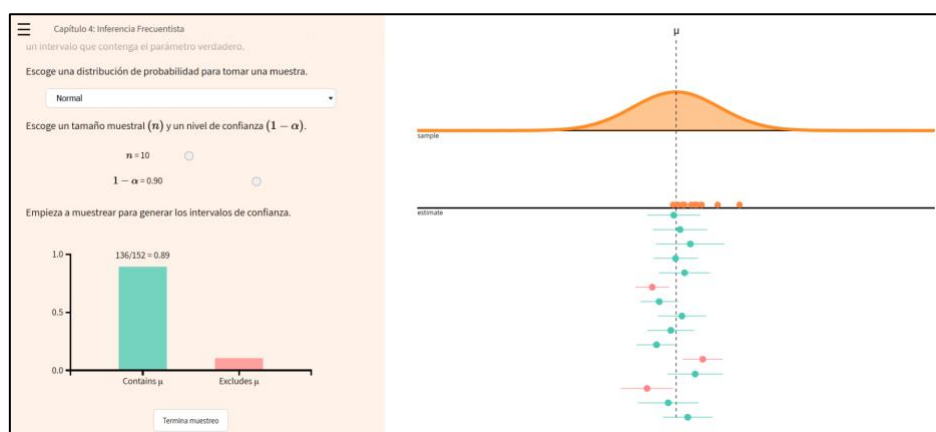 Capítulo 4: Inferencia Frecuentista
un intervalo que contenga el parámetro verdadero.
Escoge una distribución de probabilidad para tomar una muestra.
Normal
Escoge un tamaño muestral (n) y un nivel de confianza (1 − α).
n = 10
1 − α = 0.90
Empieza a muestrear para generar los intervalos de confianza.
1.0
136/152 = 0.89
0.5
0.0
Contains μ
Excludes μ
Termina muestreo
μ
sample
estimate